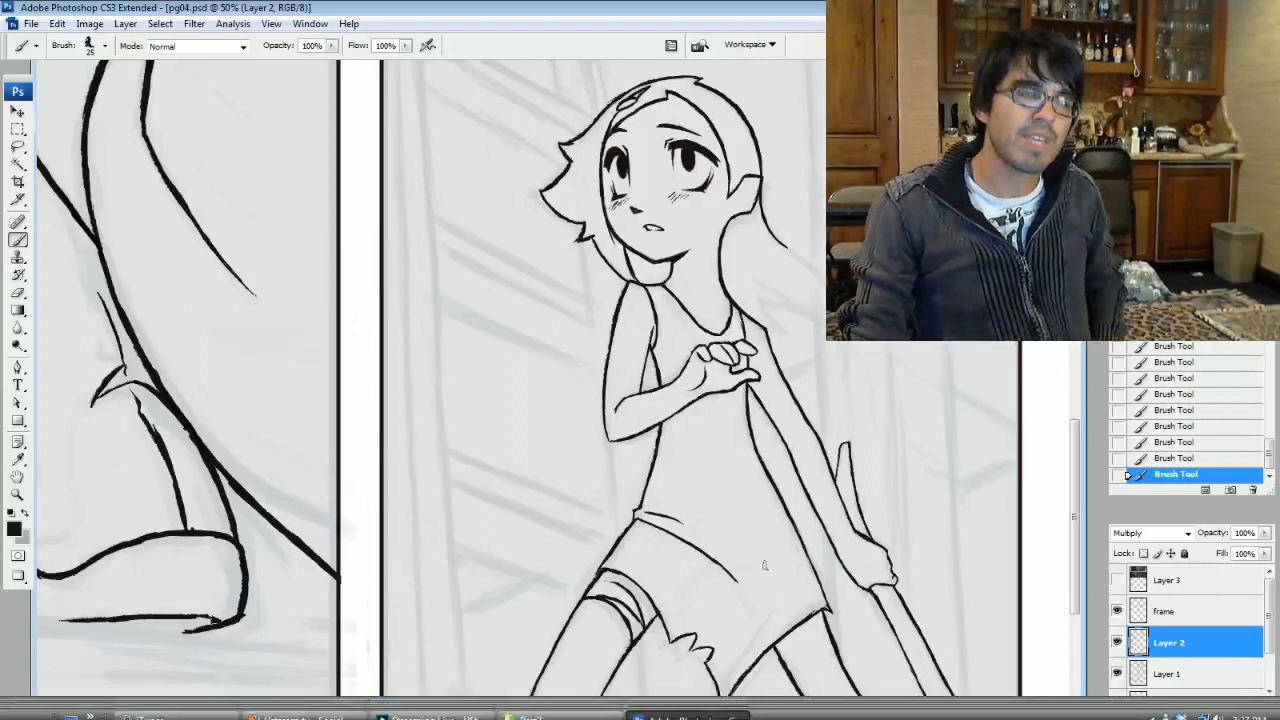 Adobe Photoshop CS3 Extended - [pg04.psd @ 50% (Layer 2, RGB/8)]
File Edit Image Layer Select Filter Analysis View Window Help
Brush: 25 Mode: Normal Opacity: 100% Flow: 100% Workspace
Ps
Brush Tool
Brush Tool
Brush Tool
Brush Tool
Brush Tool
Brush Tool
Brush Tool
Brush Tool
Brush Tool
Multiply Opacity: 100%
Lock: Fill: 100%
Layer 3
frame
Layer 2
Layer 1